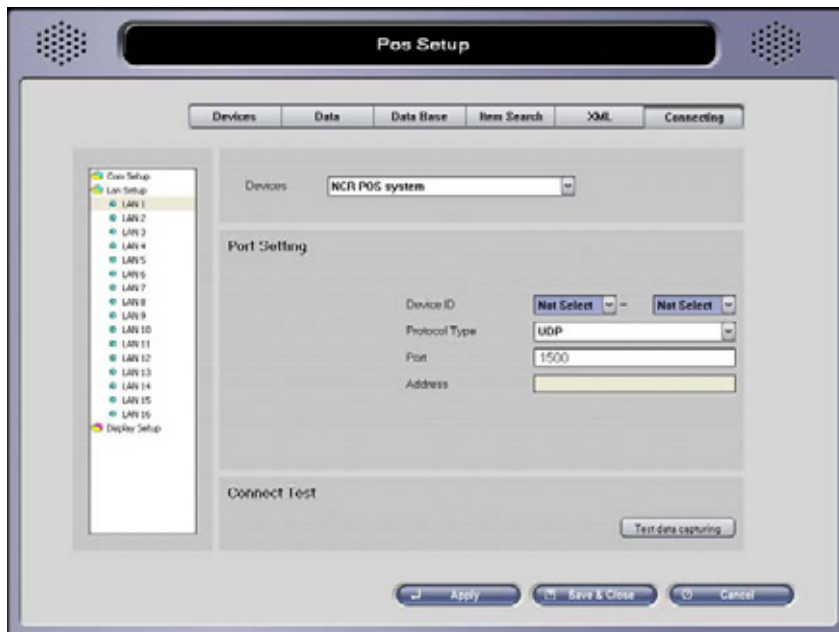 Pos Setup
Devices Data Data Base Item Search XML Connecting
Com Setup
Lan Setup
LAN 1
LAN 2
LAN 3
LAN 4
LAN 5
LAN 6
LAN 7
LAN 8
LAN 9
LAN 10
LAN 11
LAN 12
LAN 13
LAN 14
LAN 15
LAN 16
Display Setup
Devices NCR POS system
Port Setting
Device ID Not Select - Not Select
Protocol Type UDP
Port 1500
Address
Connect Test
Test data capturing
Apply Save & Close Cancel